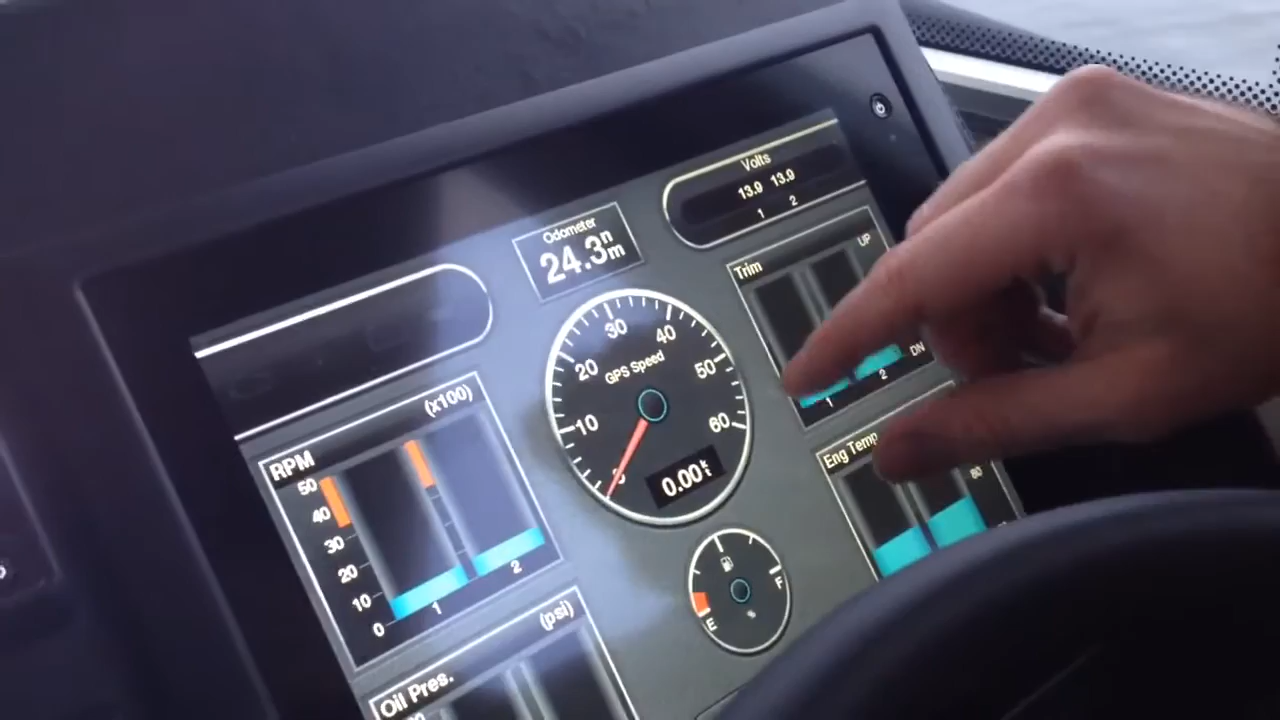 Volts
13.9 13.9
1 2
Odometer
24.3nm
Trim
UP
DN
1 2
30 40
20 50
10 60
GPS Speed
0.00
(x100)
RPM
50
40
30
20
10
0
1 2
Eng Temp
80
F
E
(psi)
Oil Pres.